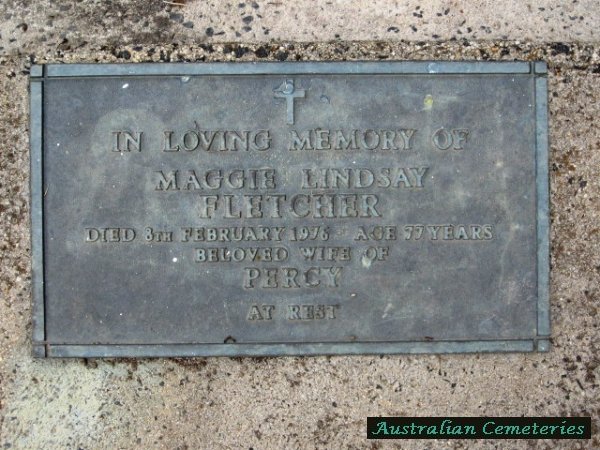 IN LOVING MEMORY OF
MAGGIE LINDSAY
FLETCHER
DIED 8TH FEBRUARY AGE 77 YEARS
BELOVED WIFE OF
PERCY
AT REST
Australian Cemeteries